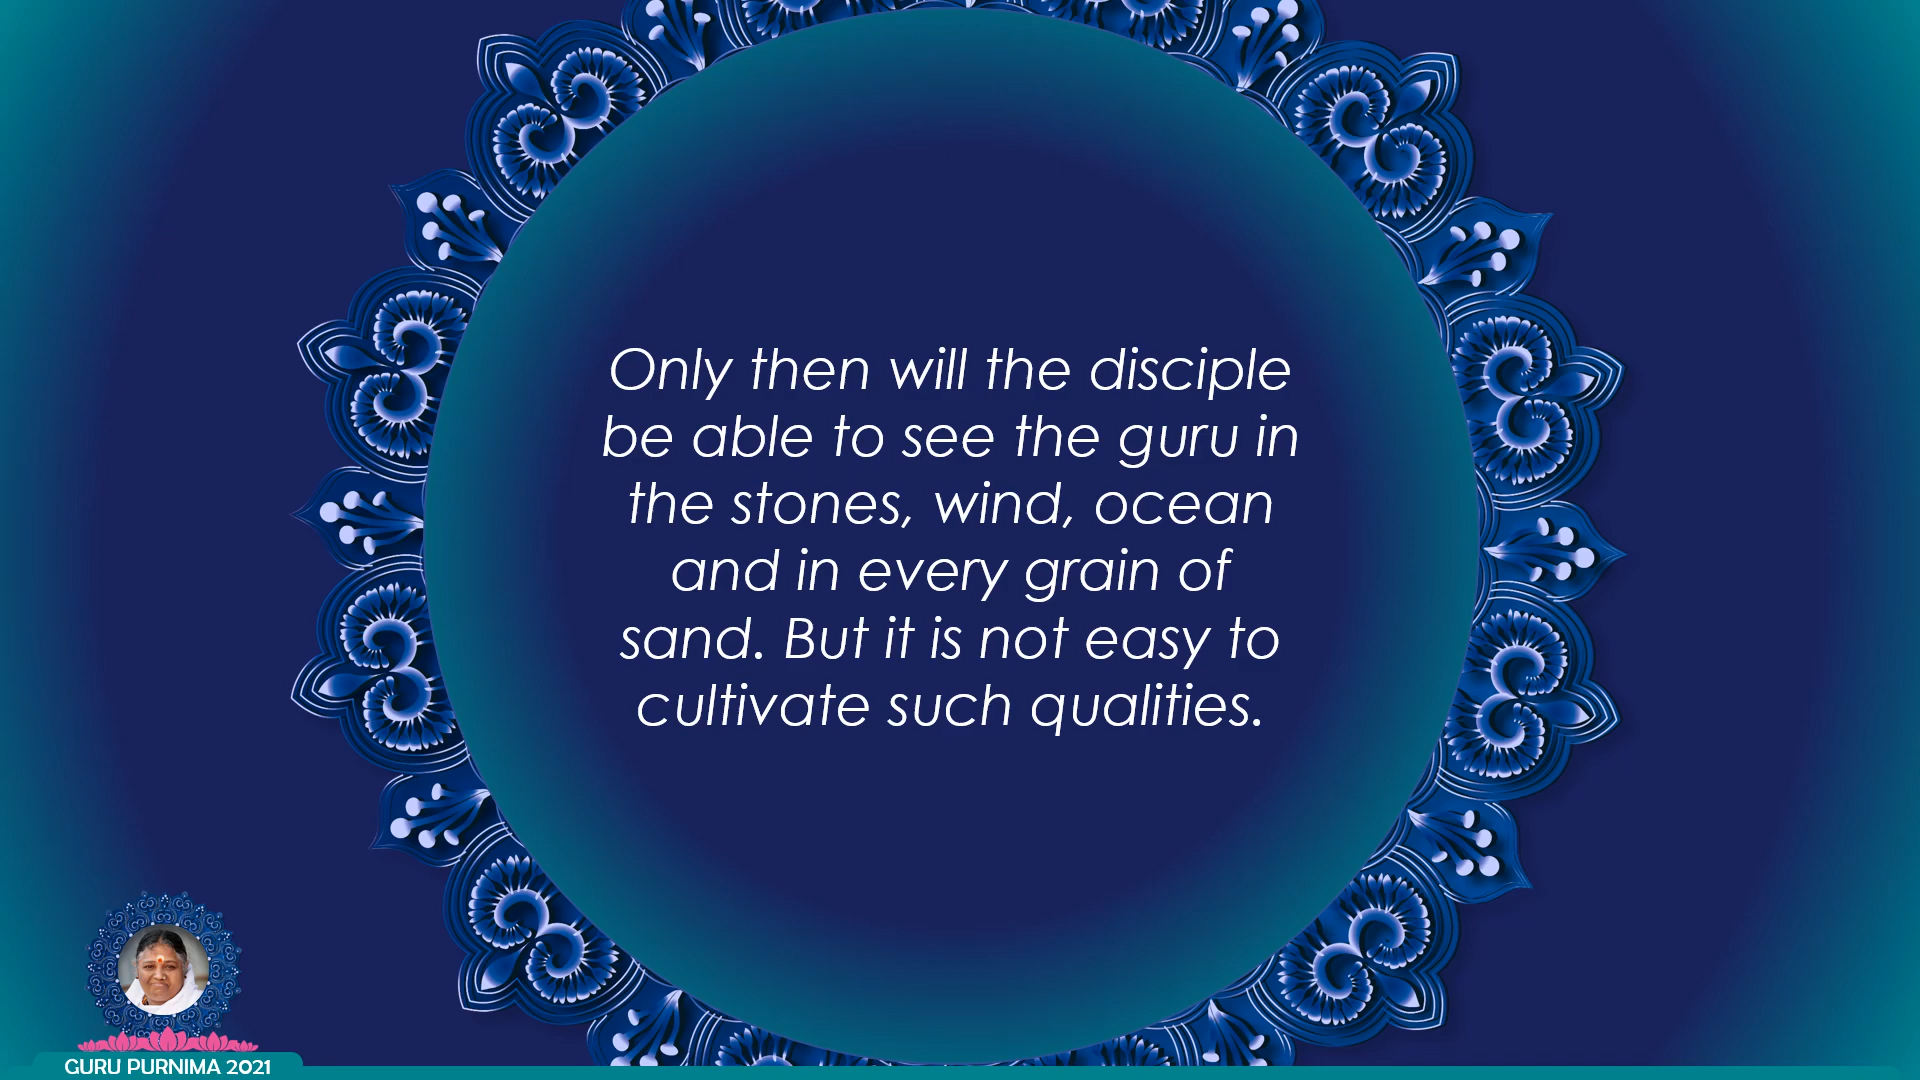 Only then will the disciple
be able to see the guru in
the stones, wind, ocean
and in every grain of
sand. But it is not easy to
cultivate such qualities.
GURU PURNIMA 2021